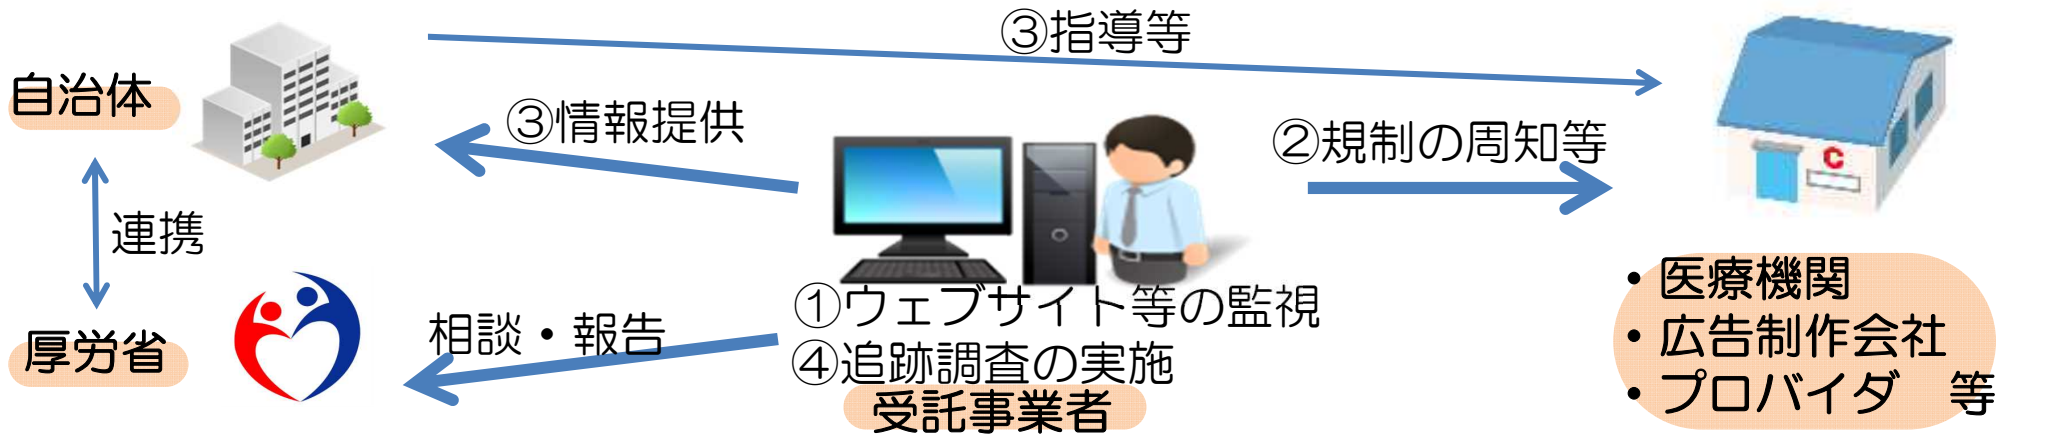 ③指導等
自治体
③情報提供
②規制の周知等
連携
C
①ウェブサイト等の監視
相談・報告
④追跡調査の実施
厚労省
受託事業者
・医療機関
・広告制作会社
・プロバイダ　等